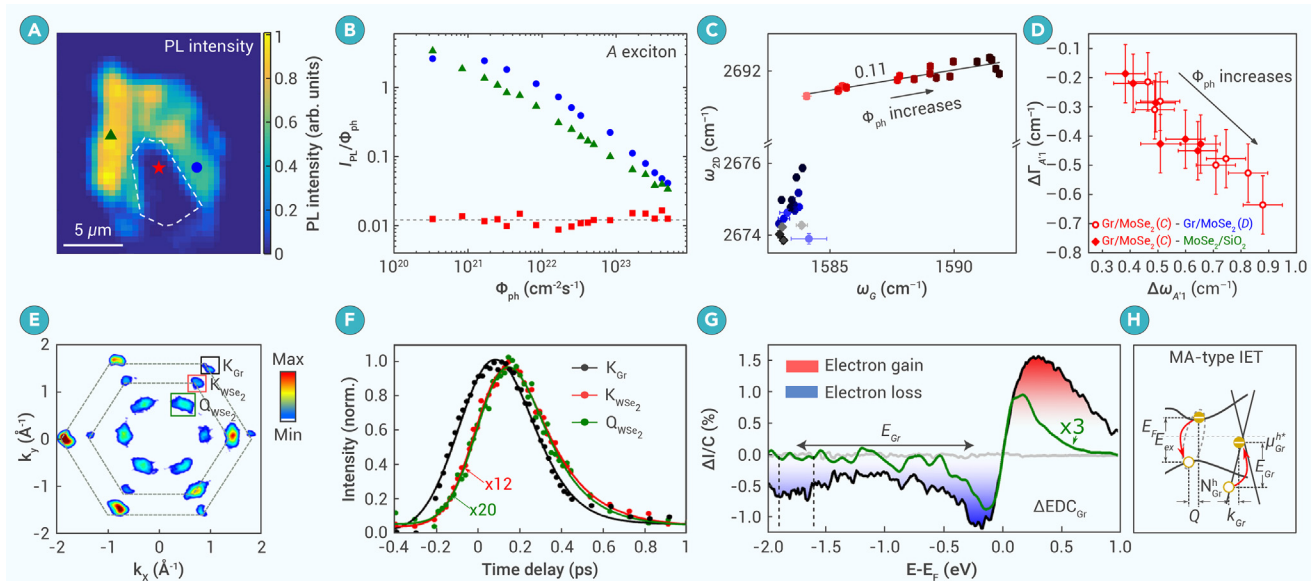 A
PL intensity
5 μm
1
0.8
0.6
0.4
0.2
0
PL intensity (arb. units)
B
A exciton
I_PL/Φ_ph
1
0.1
0.01
10^20
10^21
10^22
10^23
Φ_ph (cm⁻²s⁻¹)
C
0.11
Φ_ph increases
ω_2D (cm⁻¹)
2692
2676
2674
1585
1590
ω_G (cm⁻¹)
D
Φ_ph increases
ΔΓ_A'1 (cm⁻¹)
−0.1
−0.2
−0.3
−0.4
−0.5
−0.6
−0.7
−0.8
Gr/MoSe₂(C) - Gr/MoSe₂(D)
Gr/MoSe₂(C) - MoSe₂/SiO₂
0.3 0.4 0.5 0.6 0.7 0.8 0.9 1.0
Δω_A'1 (cm⁻¹)
E
K_Gr
K_WSe₂
Q_WSe₂
Max
Min
k_y (Å⁻¹)
2
1
0
-1
-2
-2 -1 0 1 2
k_X (Å⁻¹)
F
K_Gr
K_WSe₂
Q_WSe₂
x12
x20
Intensity (norm.)
1.0
0.8
0.6
0.4
0.2
0.0
−0.4 −0.2 0 0.2 0.4 0.6 0.8 1
Time delay (ps)
G
Electron gain
Electron loss
E_Gr
x3
ΔEDC_Gr
ΔI/C (%)
1.5
1.0
0.5
0.0
-0.5
-1.0
-2.0 -1.5 -1.0 -0.5 0.0 0.5 1.0
E-E_F (eV)
H
MA-type IET
E_F
E_ex
μ_Gr^h*
E_Gr
N_Gr^h
Q
k_Gr